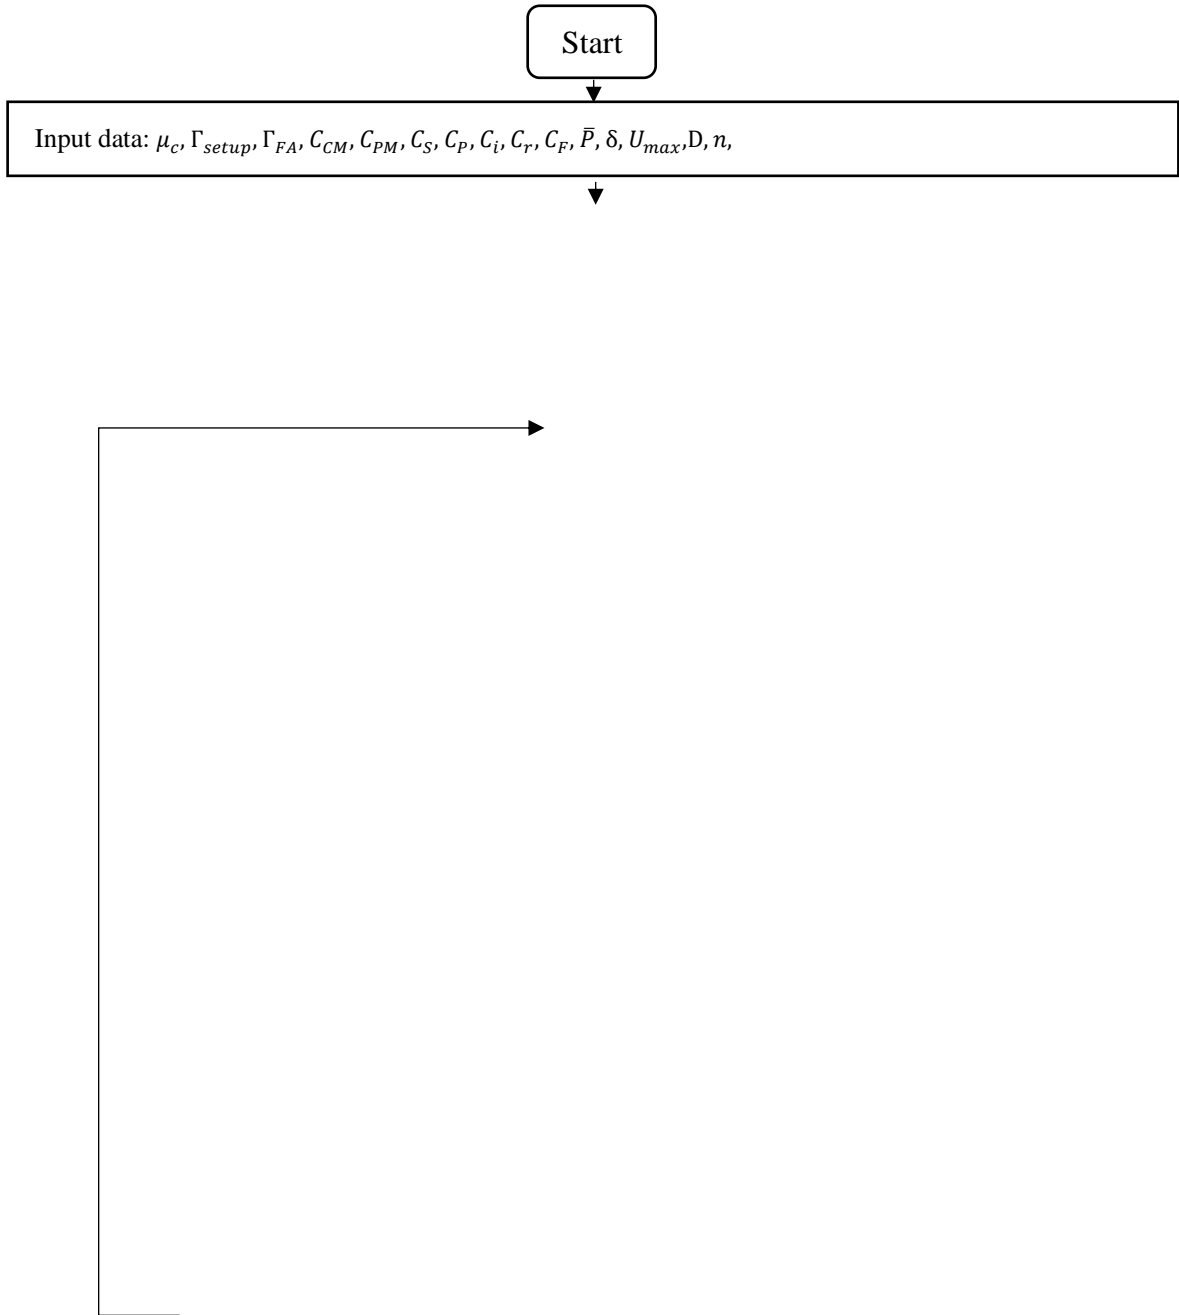 Start
Input data: μ_c, Γ_setup, Γ_FA, C_CM, C_PM, C_S, C_P, C_i, C_r, C_F, P̄, δ, U_max,D, n,